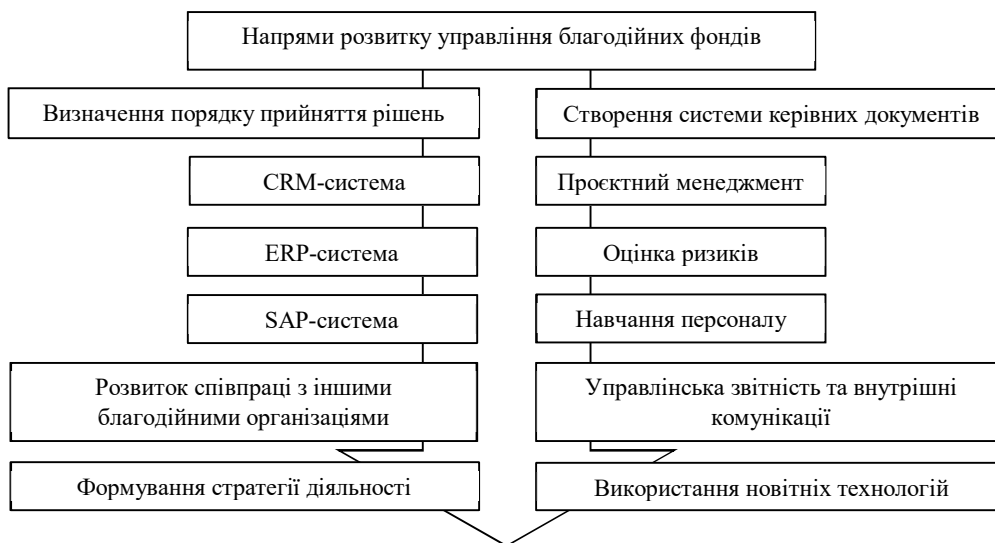 Напрями розвитку управління благодійних фондів
Визначення порядку прийняття рішень
Створення системи керівних документів
CRM-система
Проєктний менеджмент
ERP-система
Оцінка ризиків
SAP-система
Навчання персоналу
Розвиток співпраці з іншими
благодійними організаціями
Управлінська звітність та внутрішні
комунікації
Формування стратегії діяльності
Використання новітніх технологій